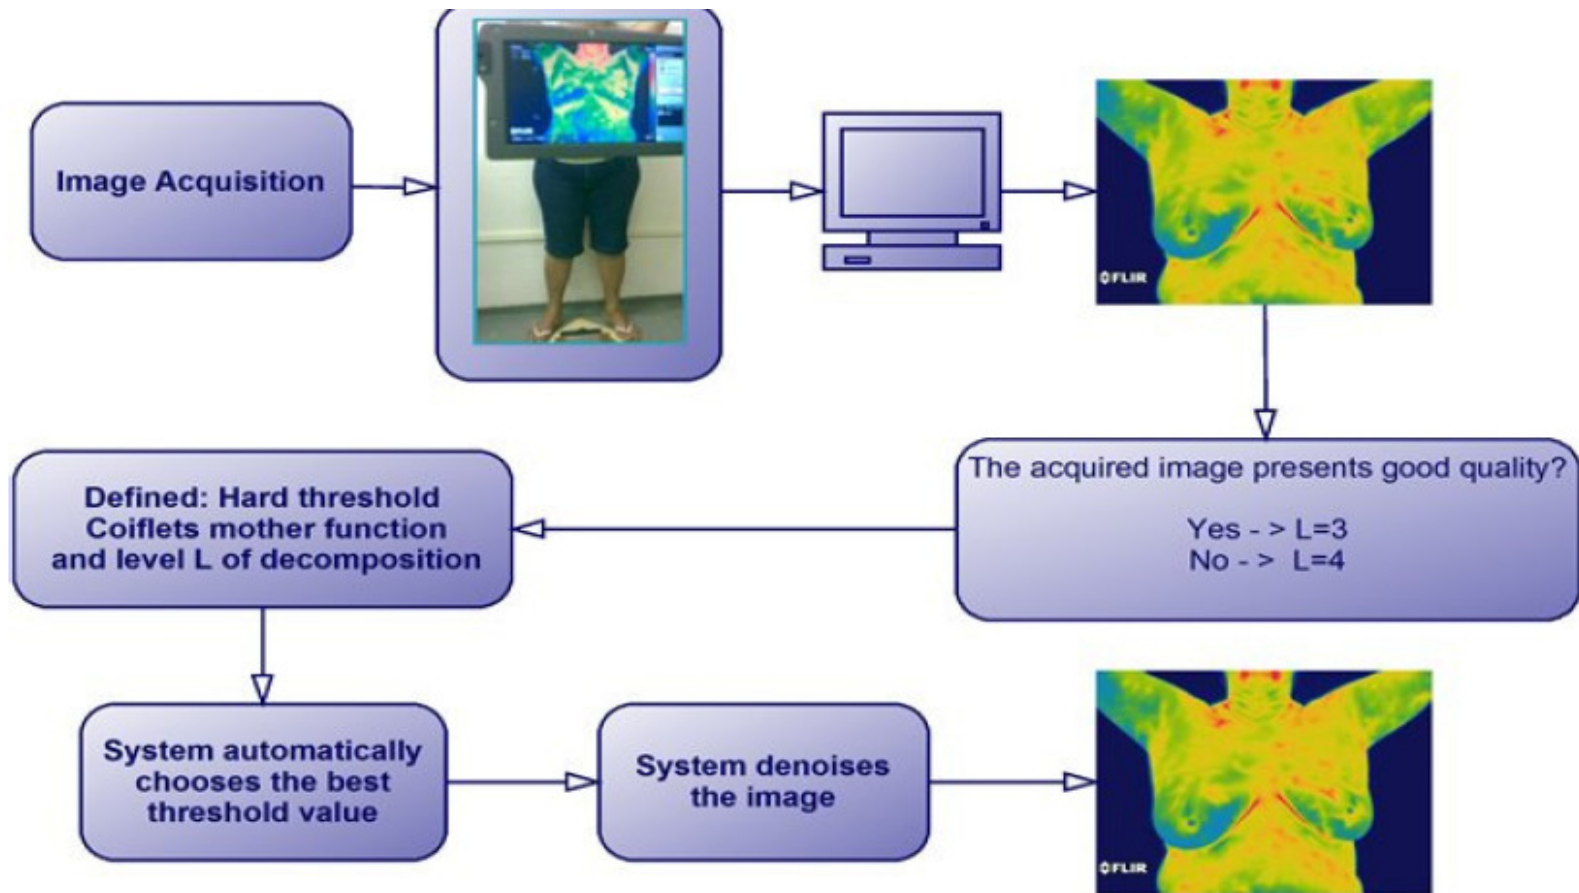 Image Acquisition
FLIR
The acquired image presents good quality?
Yes - > L=3
No - >  L=4
Defined: Hard threshold
Coiflets mother function
and level L of decomposition
System automatically
chooses the best
threshold value
System denoises
the image
FLIR